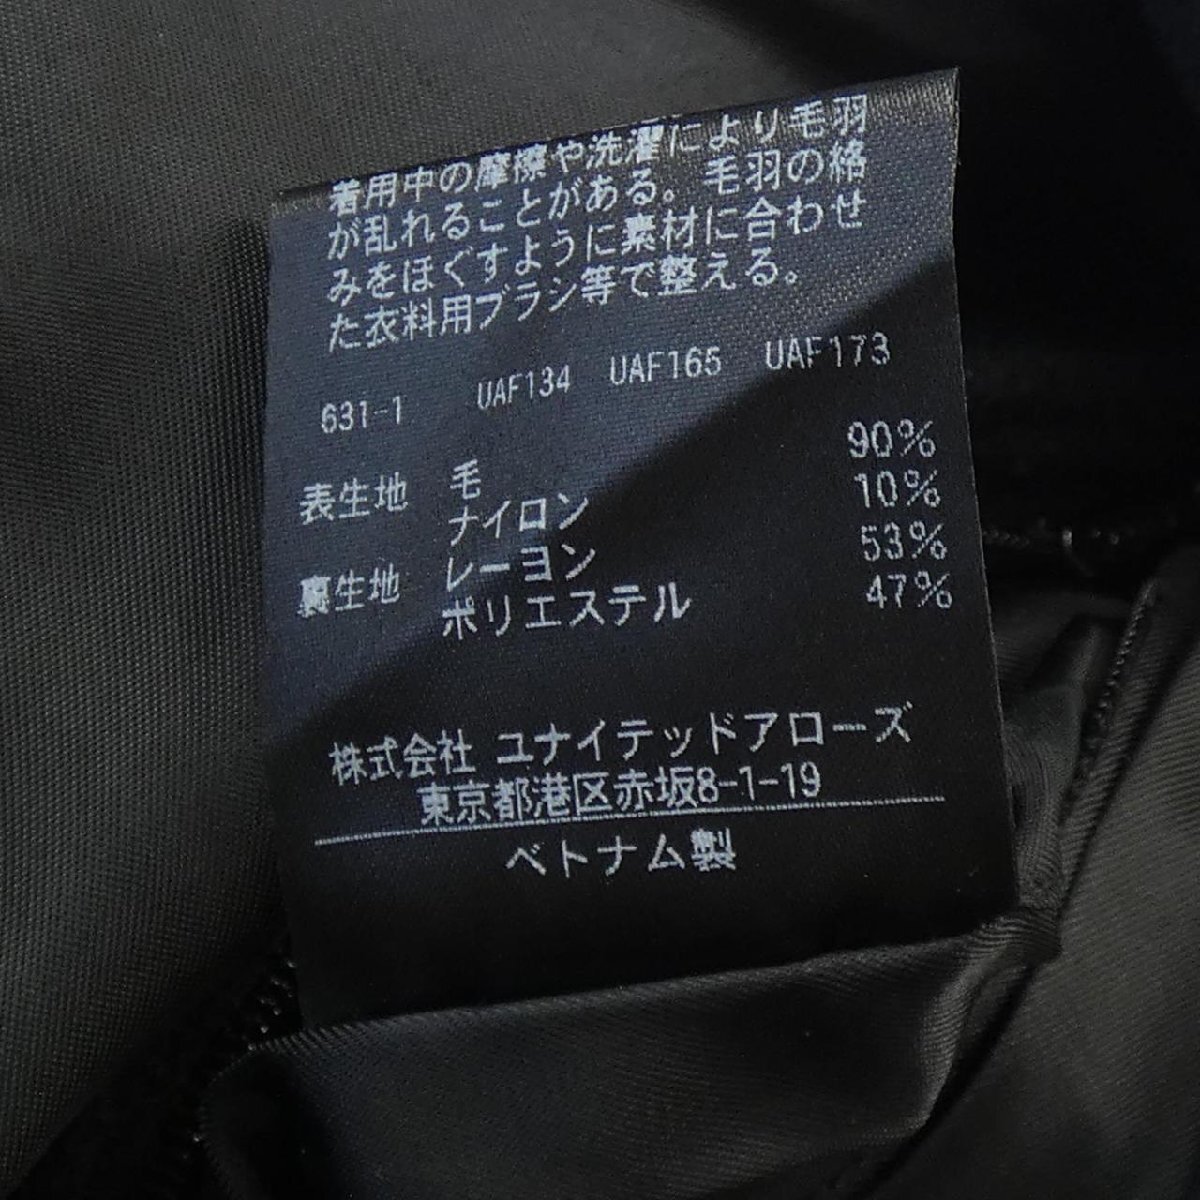 着用中の摩擦や洗濯により毛羽
が乱れることがある。毛羽の絡
みをほぐすように素材に合わせ
た衣料用ブラシ等で整える。
631-1 UAF134 UAF165 UAF173
表生地 毛 90%
ナイロン 10%
裏生地 レーヨン 53%
ポリエステル 47%
株式会社 ユナイテッドアローズ
東京都港区赤坂8-1-19
ベトナム製